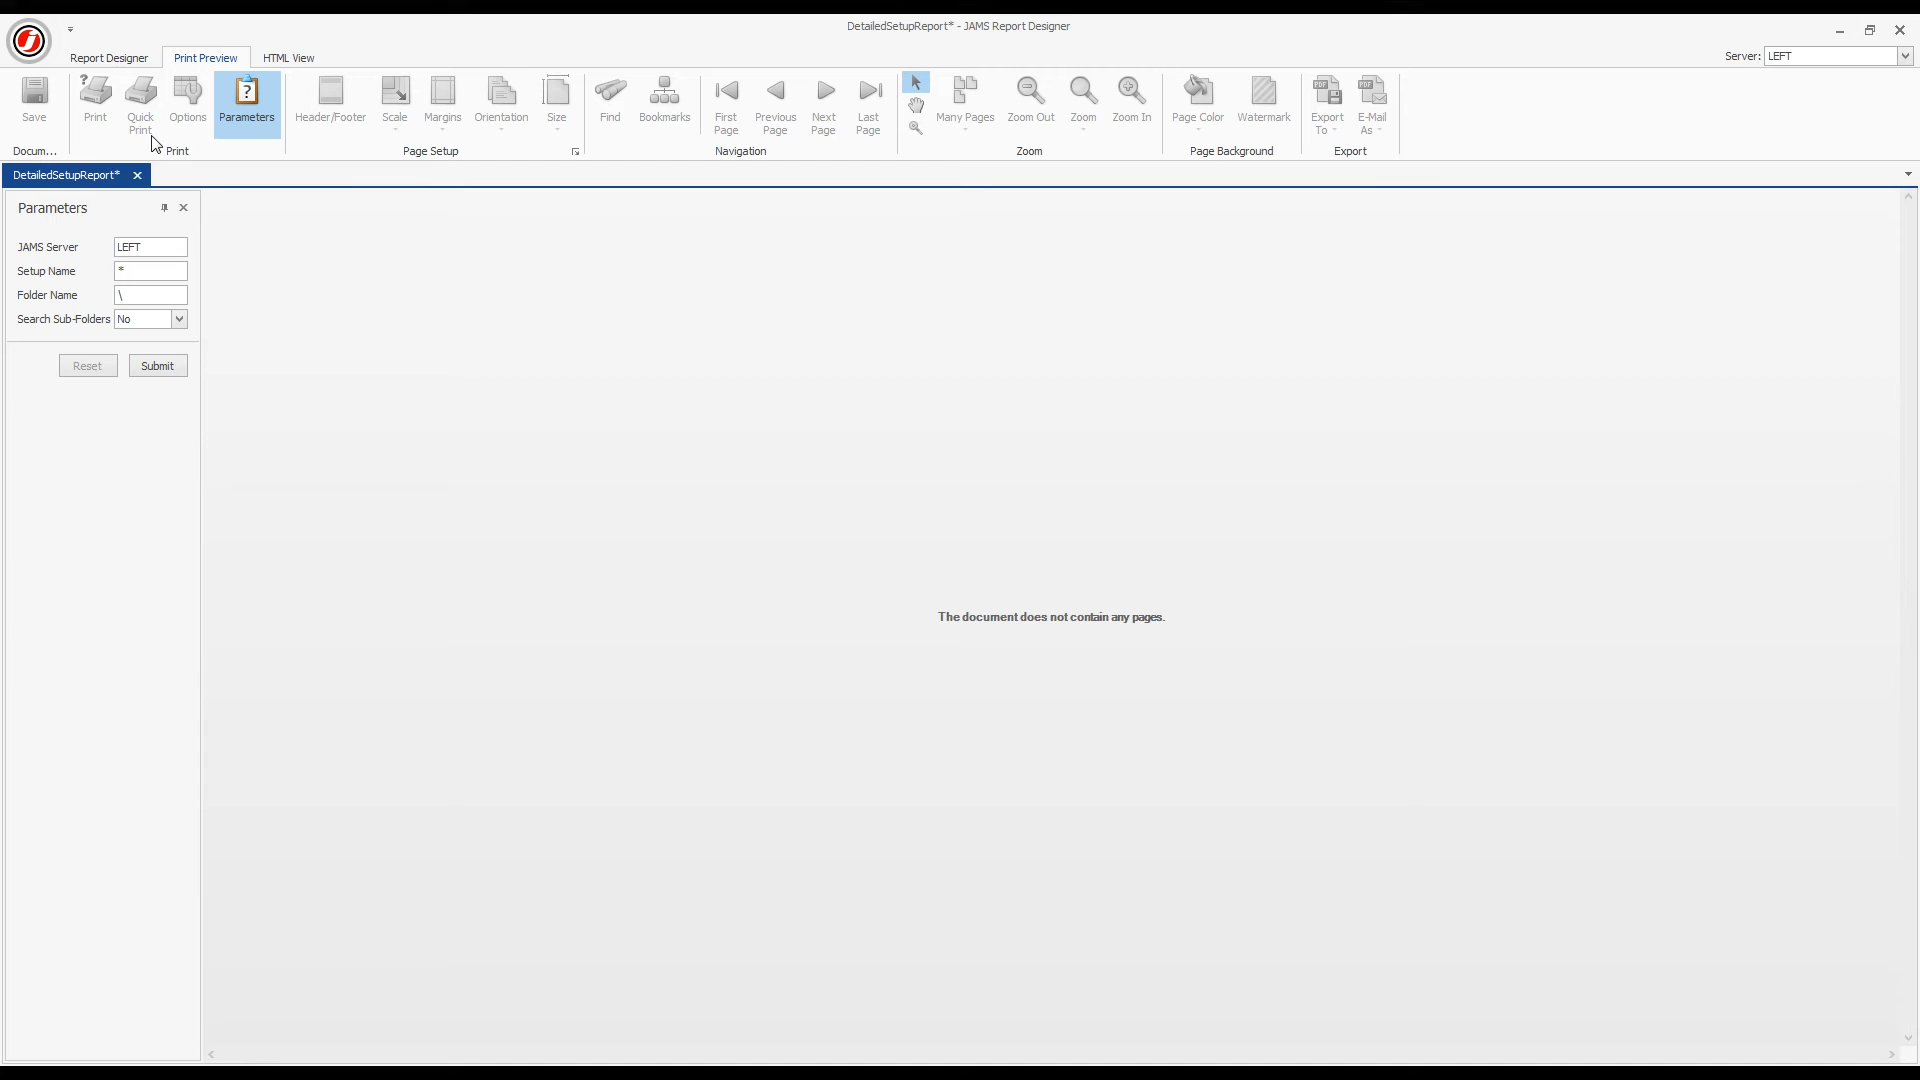 DetailedSetupReport* - JAMS Report Designer
Report Designer
Print Preview
HTML View
Server:
LEFT
Save
Print
Quick
Print
Options
Parameters
Header/Footer
Scale
Margins
Orientation
Size
Find
Bookmarks
First
Page
Previous
Page
Next
Page
Last
Page
Many Pages
Zoom Out
Zoom
Zoom In
Page Color
Watermark
PDF
Export
To
PDF
E-Mail
As
Docum...
Print
Page Setup
Navigation
Zoom
Page Background
Export
DetailedSetupReport*
Parameters
JAMS Server
LEFT
Setup Name
*
Folder Name
\
Search Sub-Folders
No
Reset
Submit
The document does not contain any pages.